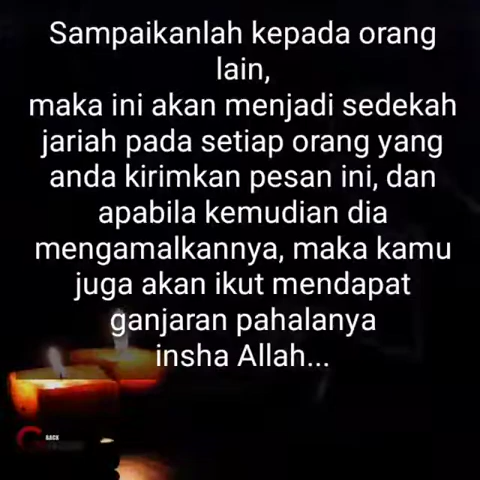 Sampaikanlah kepada orang
lain,
maka ini akan menjadi sedekah
jariah pada setiap orang yang
anda kirimkan pesan ini, dan
apabila kemudian dia
mengamalkannya, maka kamu
juga akan ikut mendapat
ganjaran pahalanya
insha Allah...
BACK